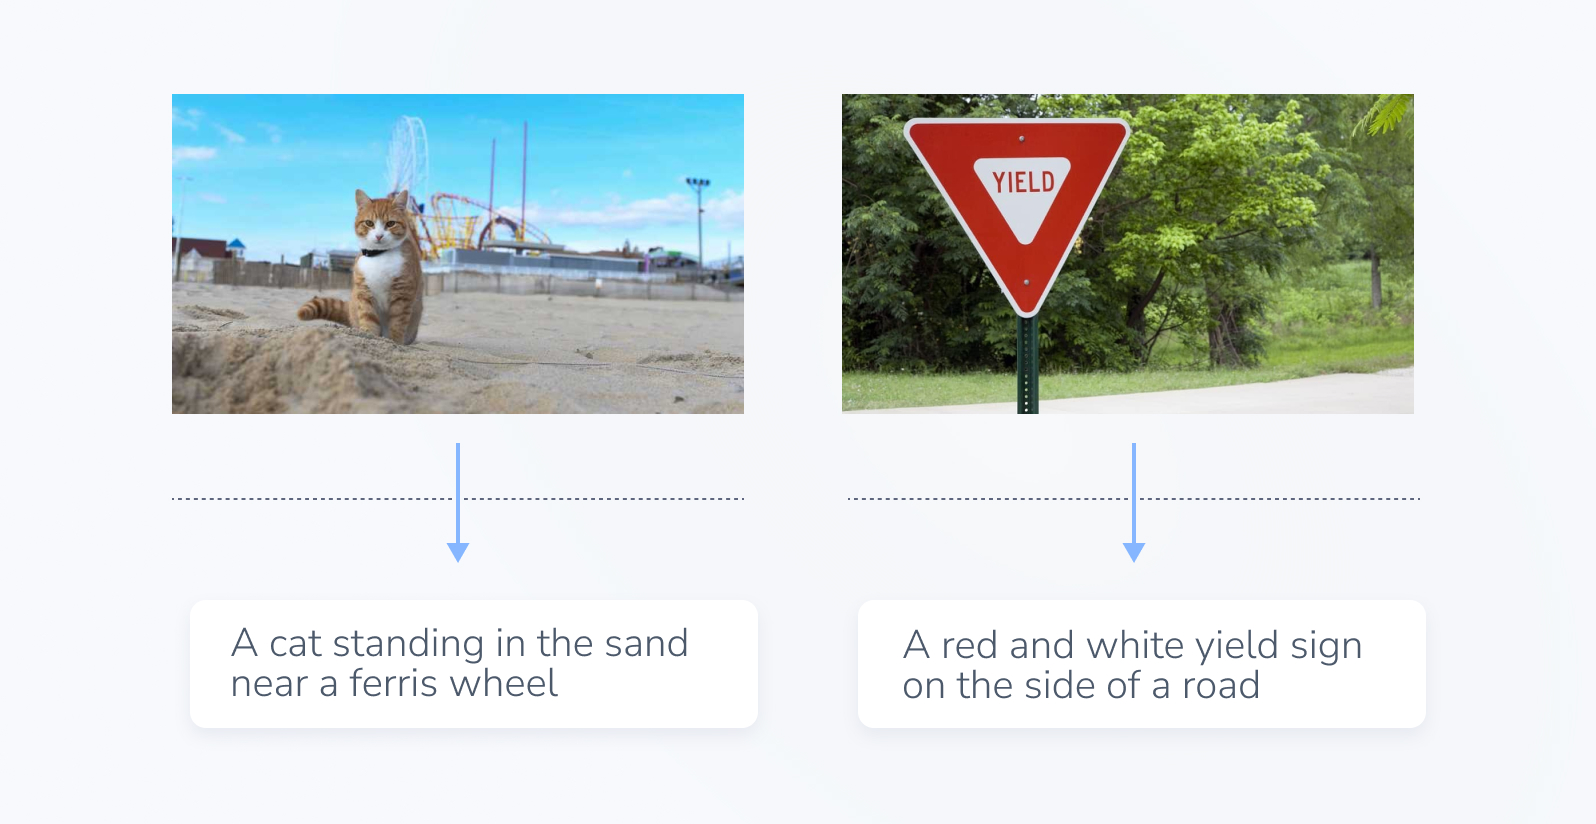 YIELD
A cat standing in the sand
near a ferris wheel
A red and white yield sign
on the side of a road